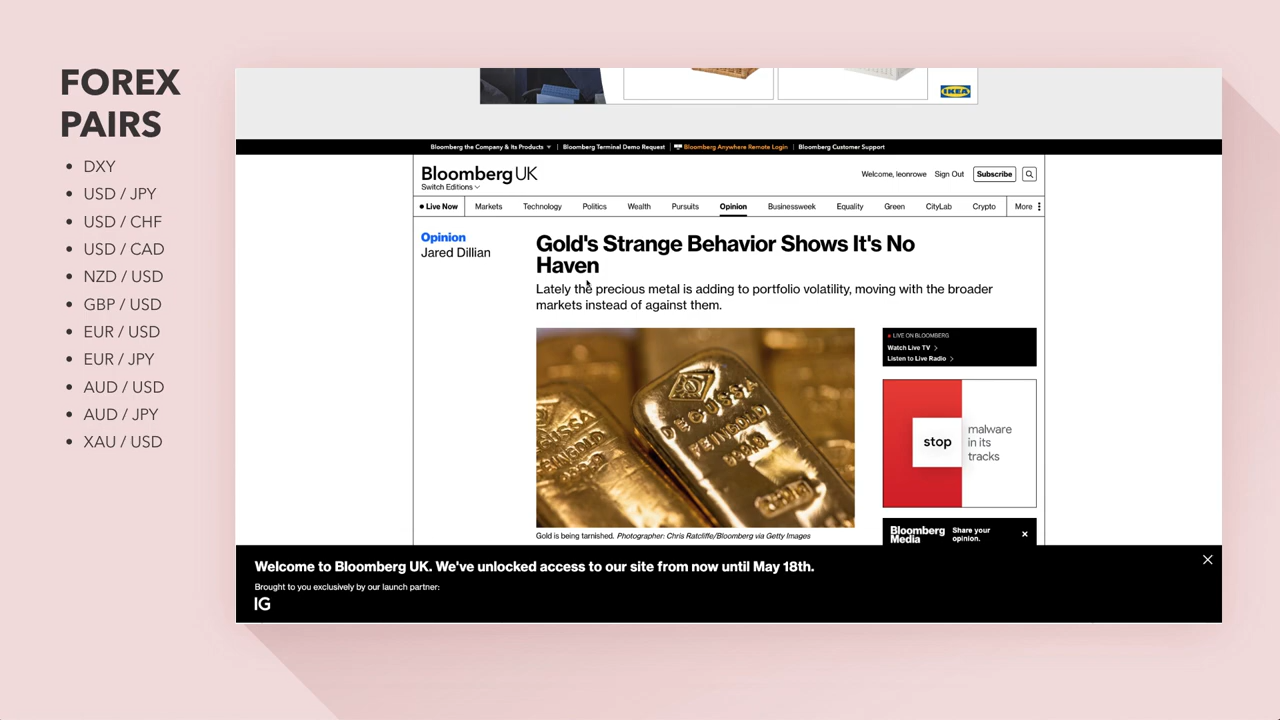 FOREX
PAIRS
• DXY
• USD / JPY
• USD / CHF
• USD / CAD
• NZD / USD
• GBP / USD
• EUR / USD
• EUR / JPY
• AUD / USD
• AUD / JPY
• XAU / USD
IKEA
Bloomberg the Company & Its Products | Bloomberg Terminal Demo Request | Bloomberg Anywhere Remote Login | Bloomberg Customer Support
Bloomberg UK
Switch Editions
Welcome, leonrowe Sign Out Subscribe
Live Now Markets Technology Politics Wealth Pursuits Opinion Businessweek Equality Green CityLab Crypto More
Opinion
Jared Dillian
Gold's Strange Behavior Shows It's No
Haven
Lately the precious metal is adding to portfolio volatility, moving with the broader
markets instead of against them.
DEGUSSA
FEINGOLD
FEINGOLD
LIVE ON BLOOMBERG
Watch Live TV >
Listen to Live Radio >
stop
malware
in its
tracks
Gold is being tarnished. Photographer: Chris Ratcliffe/Bloomberg via Getty Images
Bloomberg
Media
Share your
opinion.
Welcome to Bloomberg UK. We've unlocked access to our site from now until May 18th.
Brought to you exclusively by our launch partner:
IG